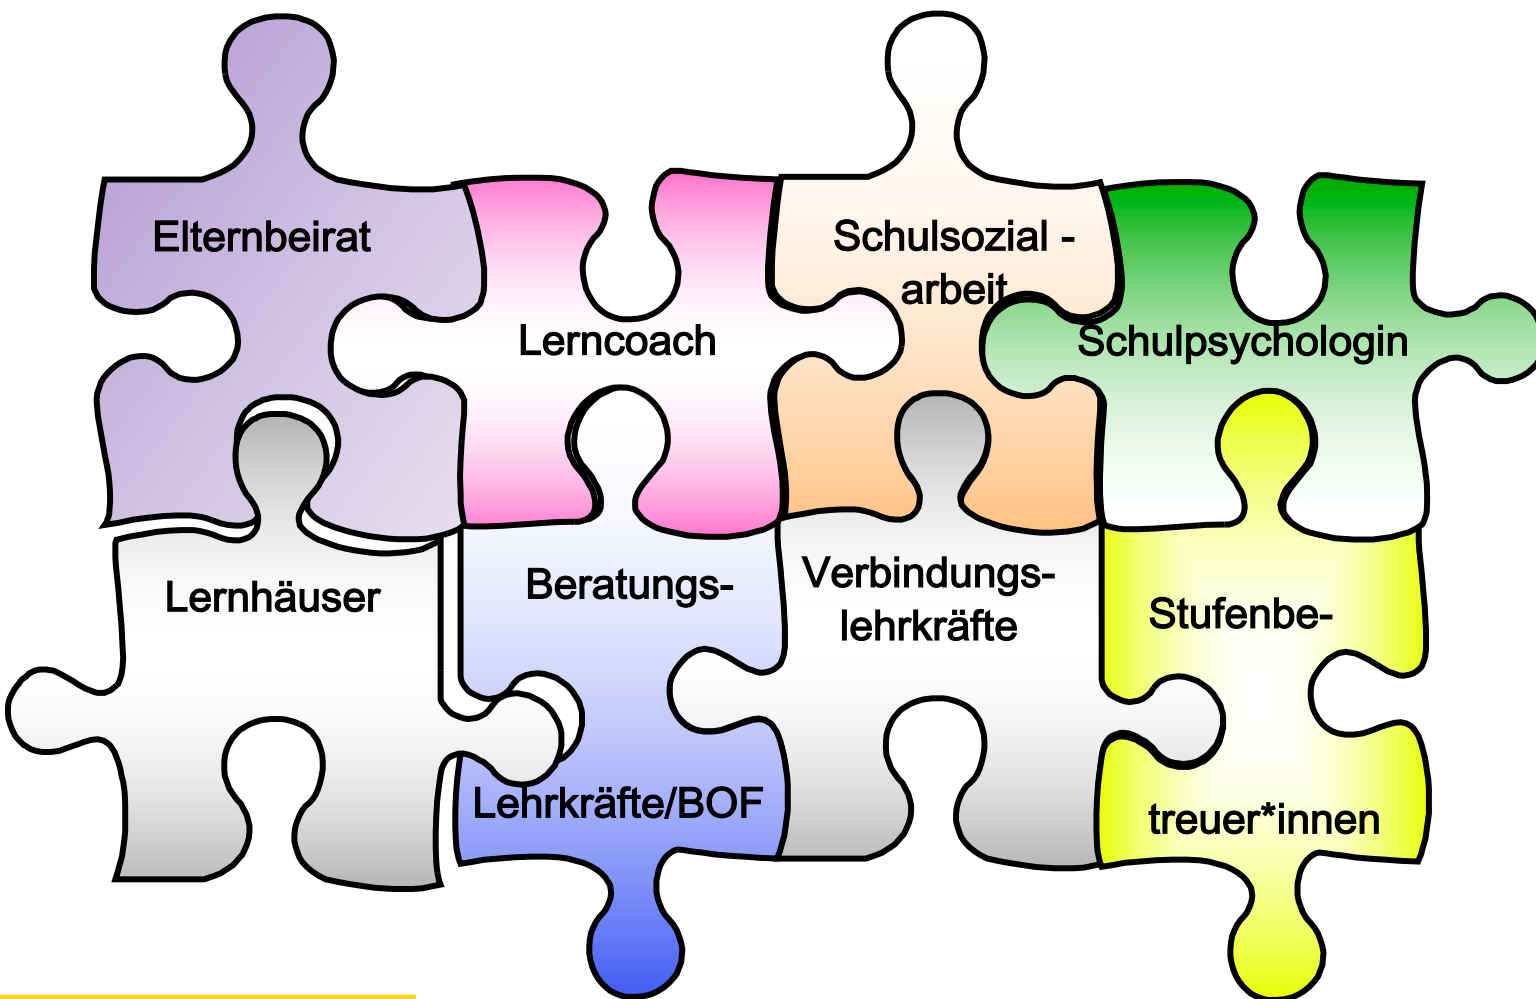 Elternbeirat
Lerncoach
Schulsozial -
arbeit
Schulpsychologin
Lernhäuser
Beratungs-
Lehrkräfte/BOF
Verbindungs-
lehrkräfte
Stufenbe-
treuer*innen